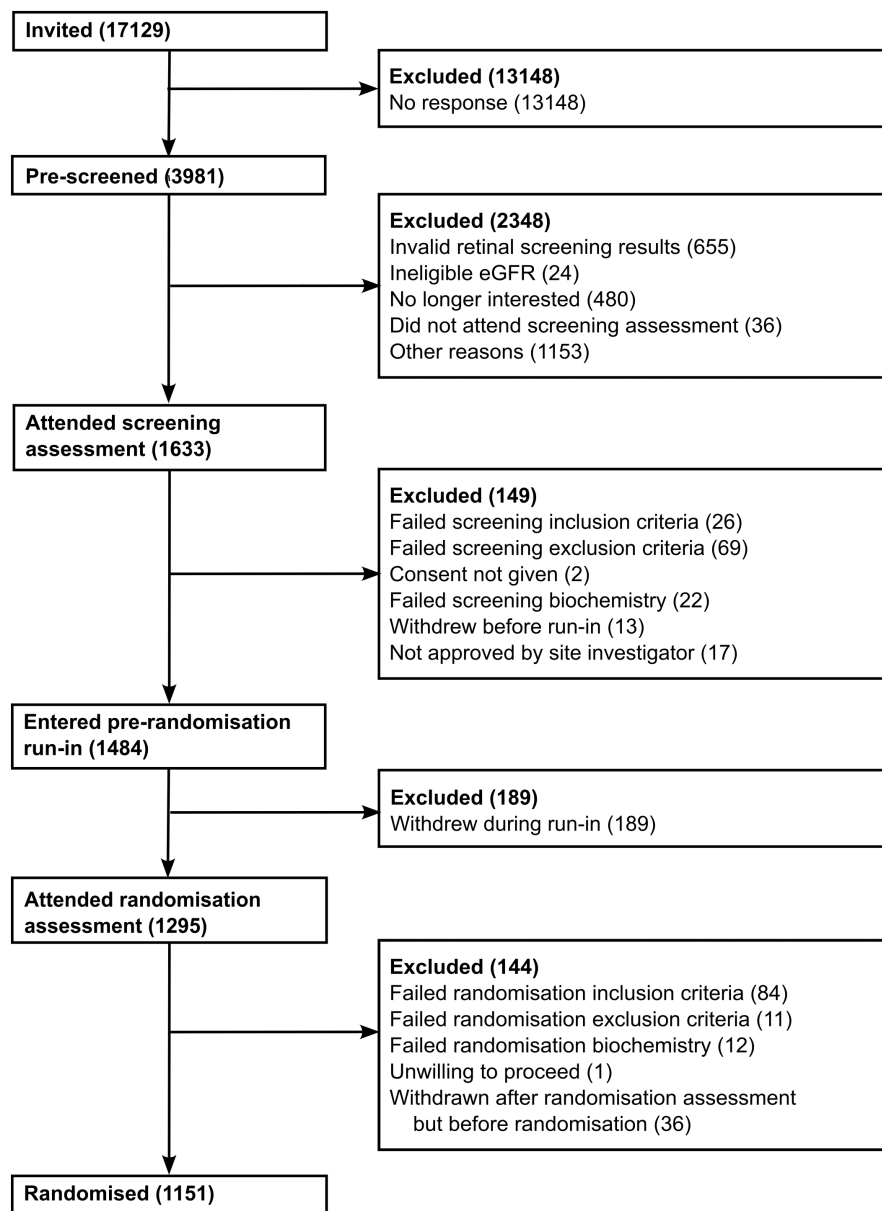 Invited (17129)
Excluded (13148)
No response (13148)
Pre-screened (3981)
Excluded (2348)
Invalid retinal screening results (655)
Ineligible eGFR (24)
No longer interested (480)
Did not attend screening assessment (36)
Other reasons (1153)
Attended screening
assessment (1633)
Excluded (149)
Failed screening inclusion criteria (26)
Failed screening exclusion criteria (69)
Consent not given (2)
Failed screening biochemistry (22)
Withdrew before run-in (13)
Not approved by site investigator (17)
Entered pre-randomisation
run-in (1484)
Excluded (189)
Withdrew during run-in (189)
Attended randomisation
assessment (1295)
Excluded (144)
Failed randomisation inclusion criteria (84)
Failed randomisation exclusion criteria (11)
Failed randomisation biochemistry (12)
Unwilling to proceed (1)
Withdrawn after randomisation assessment
but before randomisation (36)
Randomised (1151)